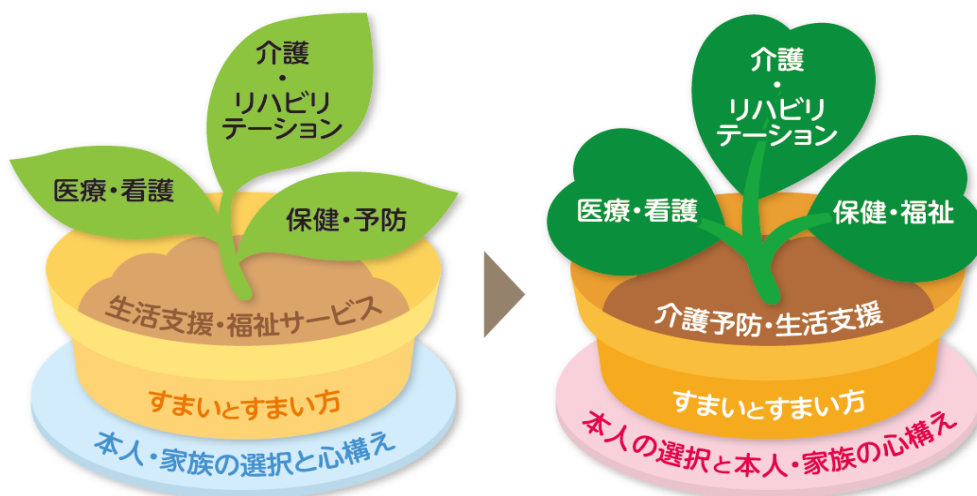 介護
・
リハビリ
テーション
医療・看護
保健・予防
生活支援・福祉サービス
すまいとすまい方
本人・家族の選択と心構え
介護
・
リハビリ
テーション
医療・看護
保健・福祉
介護予防・生活支援
すまいとすまい方
本人の選択と本人・家族の心構え